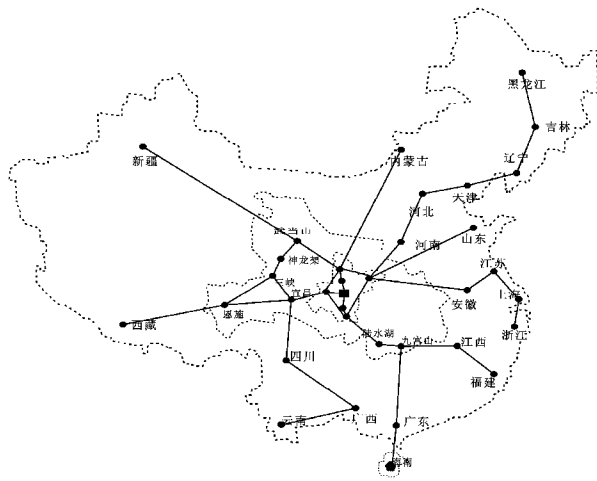 黑龙江
吉林
辽宁
内蒙古
新疆
天津
河北
武当山
河南
山东
神龙架
江苏
三峡
宜昌
安徽
上海
恩施
西藏
陆水湖
九宫山
江西
浙江
四川
福建
云南
广西
广东
海南